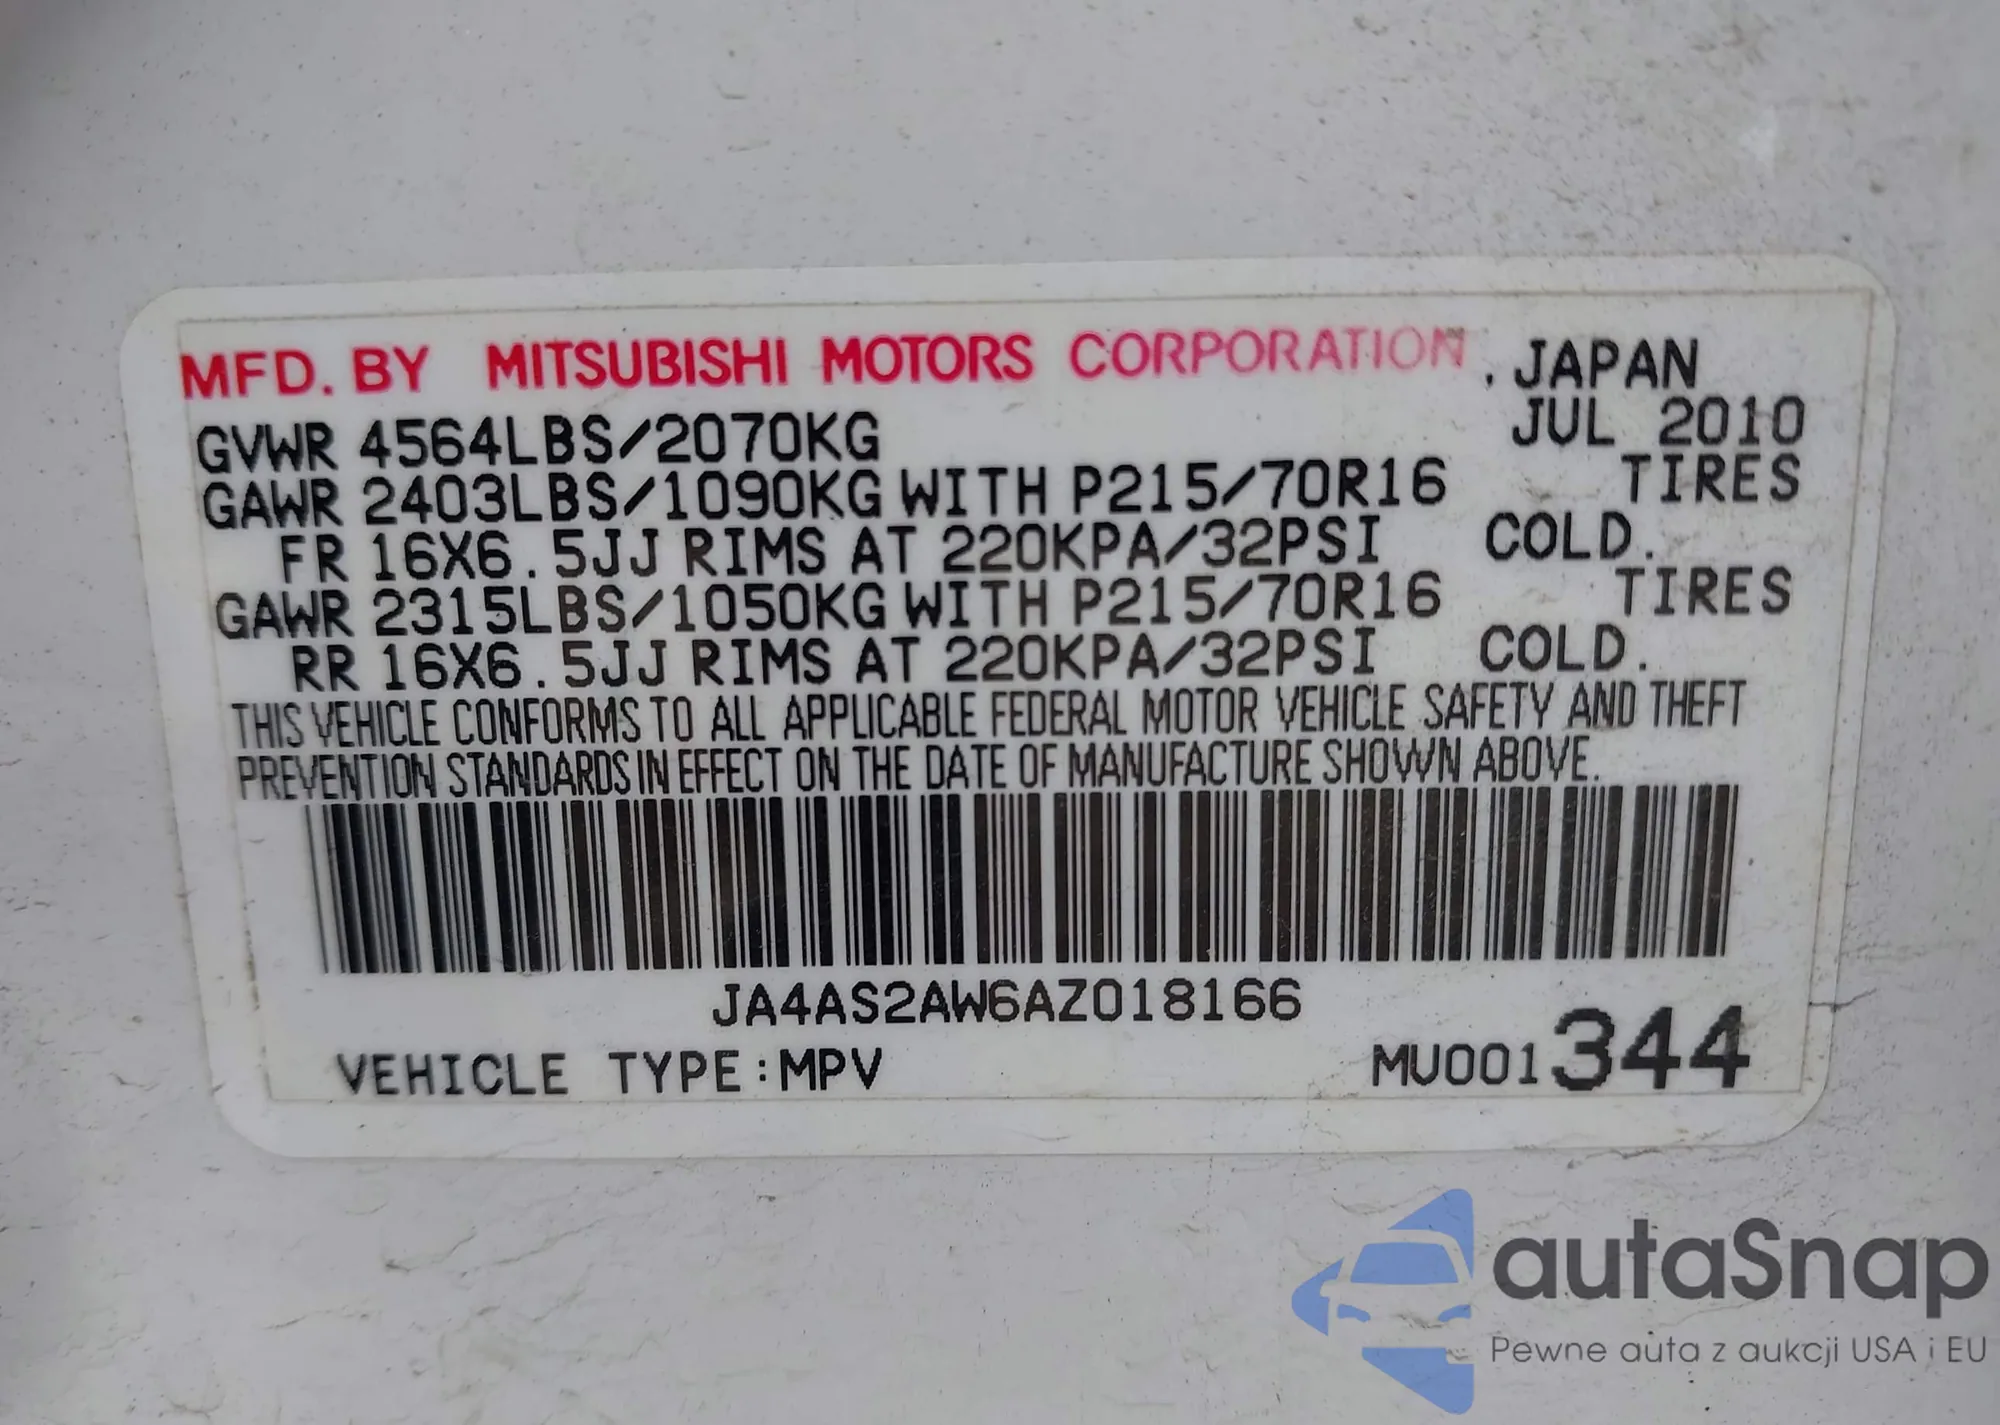 MFD. BY MITSUBISHI MOTORS CORPORATION, JAPAN
GVWR 4564LBS/2070KG JUL 2010
GAWR 2403LBS/1090KG WITH P215/70R16 TIRES
FR 16X6.5JJ RIMS AT 220KPA/32PSI COLD.
GAWR 2315LBS/1050KG WITH P215/70R16 TIRES
RR 16X6.5JJ RIMS AT 220KPA/32PSI COLD.
THIS VEHICLE CONFORMS TO ALL APPLICABLE FEDERAL MOTOR VEHICLE SAFETY AND THEFT
PREVENTION STANDARDS IN EFFECT ON THE DATE OF MANUFACTURE SHOWN ABOVE.
JA4AS2AW6AZ018166
VEHICLE TYPE:MPV MU001344
autaSnap
Pewne auta z aukcji USA i EU